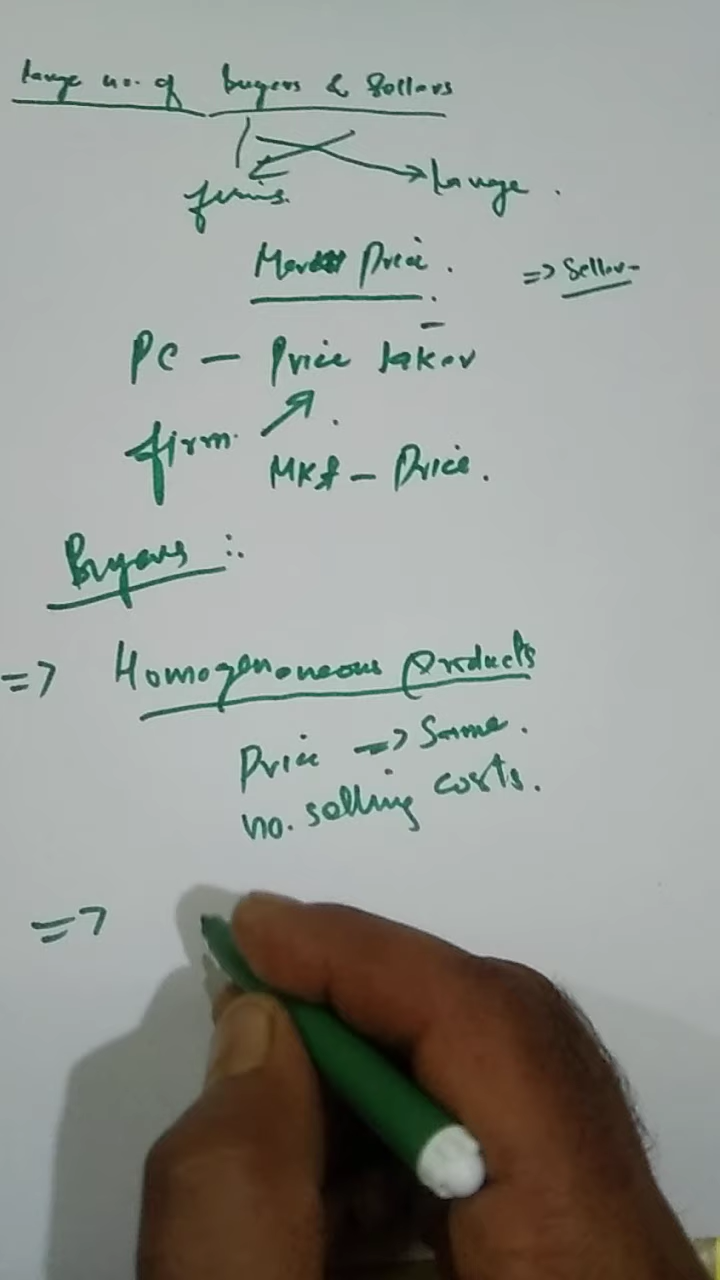 large no. of buyers & Sellers
firms. large.
Market Price. => Seller
PC - Price taker
firm.
MKt - Price.
Buyers :.
=> Homogenoneous products
Price => Same.
no. selling costs.
=>